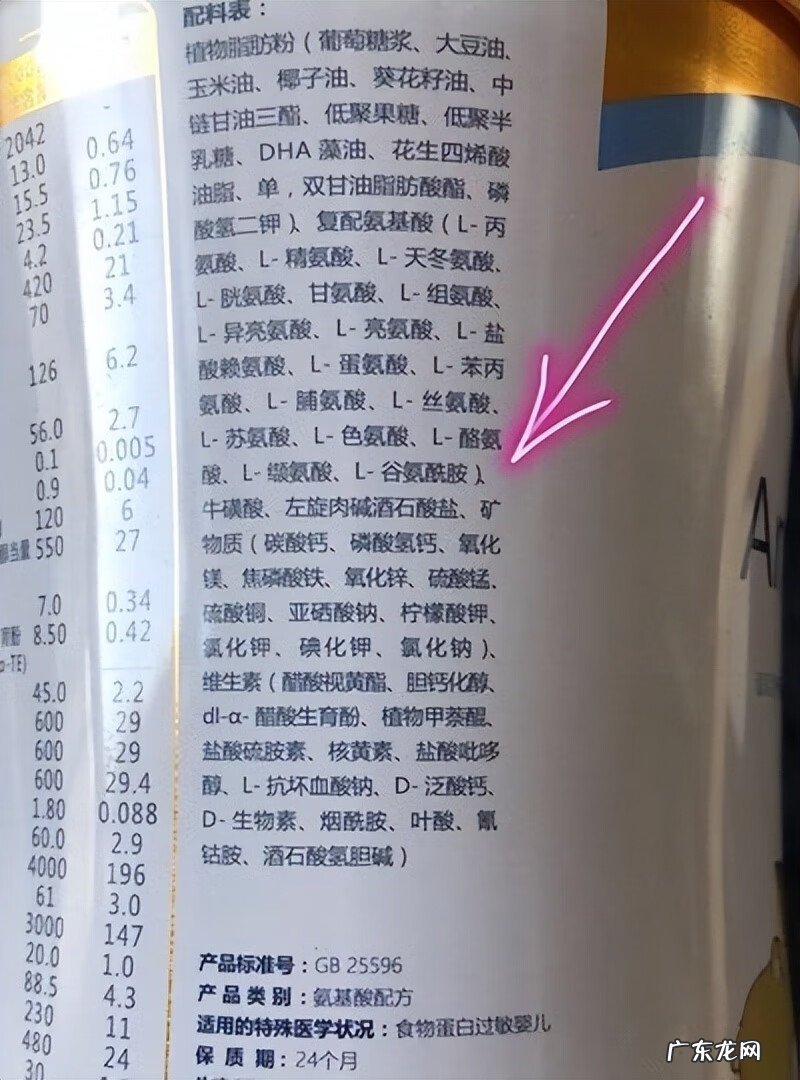 配料表：
植物脂肪粉（葡萄糖浆、大豆油、
玉米油、椰子油、葵花籽油、中
链甘油三酯、低聚果糖、低聚半
乳糖、DHA 藻油、花生四烯酸
油脂、单，双甘油脂肪酸酯、磷
酸氢二钾）、复配氨基酸（L- 丙
氨酸、L- 精氨酸、L- 天冬氨酸、
L- 胱氨酸、甘氨酸、L- 组氨酸、
L- 异亮氨酸、L- 亮氨酸、L- 盐
酸赖氨酸、L- 蛋氨酸、L- 苯丙
氨酸、L- 脯氨酸、L- 丝氨酸、
L- 苏氨酸、L- 色氨酸、L- 酪氨
酸、L- 缬氨酸、L- 谷氨酰胺）、
牛磺酸、左旋肉碱酒石酸盐、矿
物质（碳酸钙、磷酸氢钙、氧化
镁、焦磷酸铁、氧化锌、硫酸锰、
硫酸铜、亚硒酸钠、柠檬酸钾、
氯化钾、碘化钾、氯化钠）、
维生素（醋酸视黄酯、胆钙化醇、
dl-α- 醋酸生育酚、植物甲萘醌、
盐酸硫胺素、核黄素、盐酸吡哆
醇、L- 抗坏血酸钠、D- 泛酸钙、
D- 生物素、烟酰胺、叶酸、氰
钴胺、酒石酸氢胆碱）
产品标准号：GB 25596
产品类别：氨基酸配方
适用的特殊医学状况：食物蛋白过敏婴儿
保质期：24个月
-
2042 0.64
13.0 0.76
15.5 1.15
23.5 0.21
4.2 21
420 3.4
70
126 6.2
56.0 2.7
0.1 0.005
0.9 0.04
120 6
当量 550 27
7.0 0.34
育酚 8.50 0.42
α-TE)
45.0 2.2
600 29
600 29
600 29.4
1.80 0.088
60.0 2.9
4000 196
61 3.0
3000 147
20.0 1.0
88.5 4.3
230 11
480 24
30
A
广东龙网